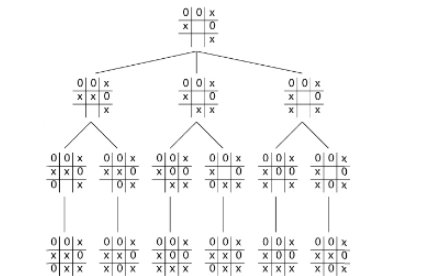 0 0 x
x 0
x
0 0 x 0 0 x 0 0 x
x x 0 x 0 x 0
x x x x x
0 0 x 0 0 x 0 0 x 0 0 x 0 0 x 0 0 x
x x 0 x x 0 x 0 0 x 0 x 0 0 x 0
0 x 0 x x x 0 x x x x x 0 x
0 0 x 0 0 x 0 0 x 0 0 x 0 0 x 0 0 x
x x 0 x x 0 x 0 0 x x 0 x 0 0 x x 0
0 x x x 0 x x x x 0 x x x x x x 0 x